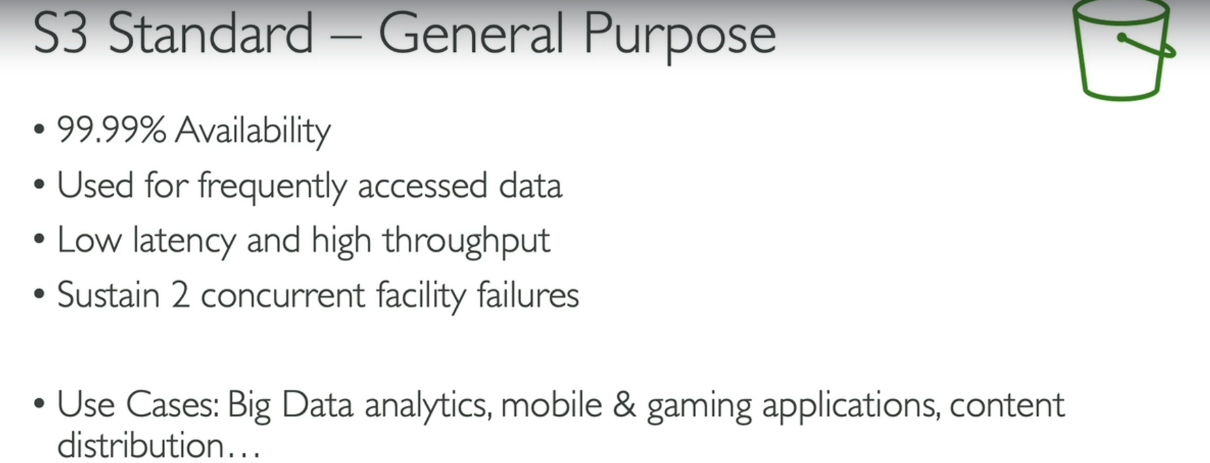 S3 Standard – General Purpose
• 99.99% Availability
• Used for frequently accessed data
• Low latency and high throughput
• Sustain 2 concurrent facility failures
• Use Cases: Big Data analytics, mobile & gaming applications, content
distribution…